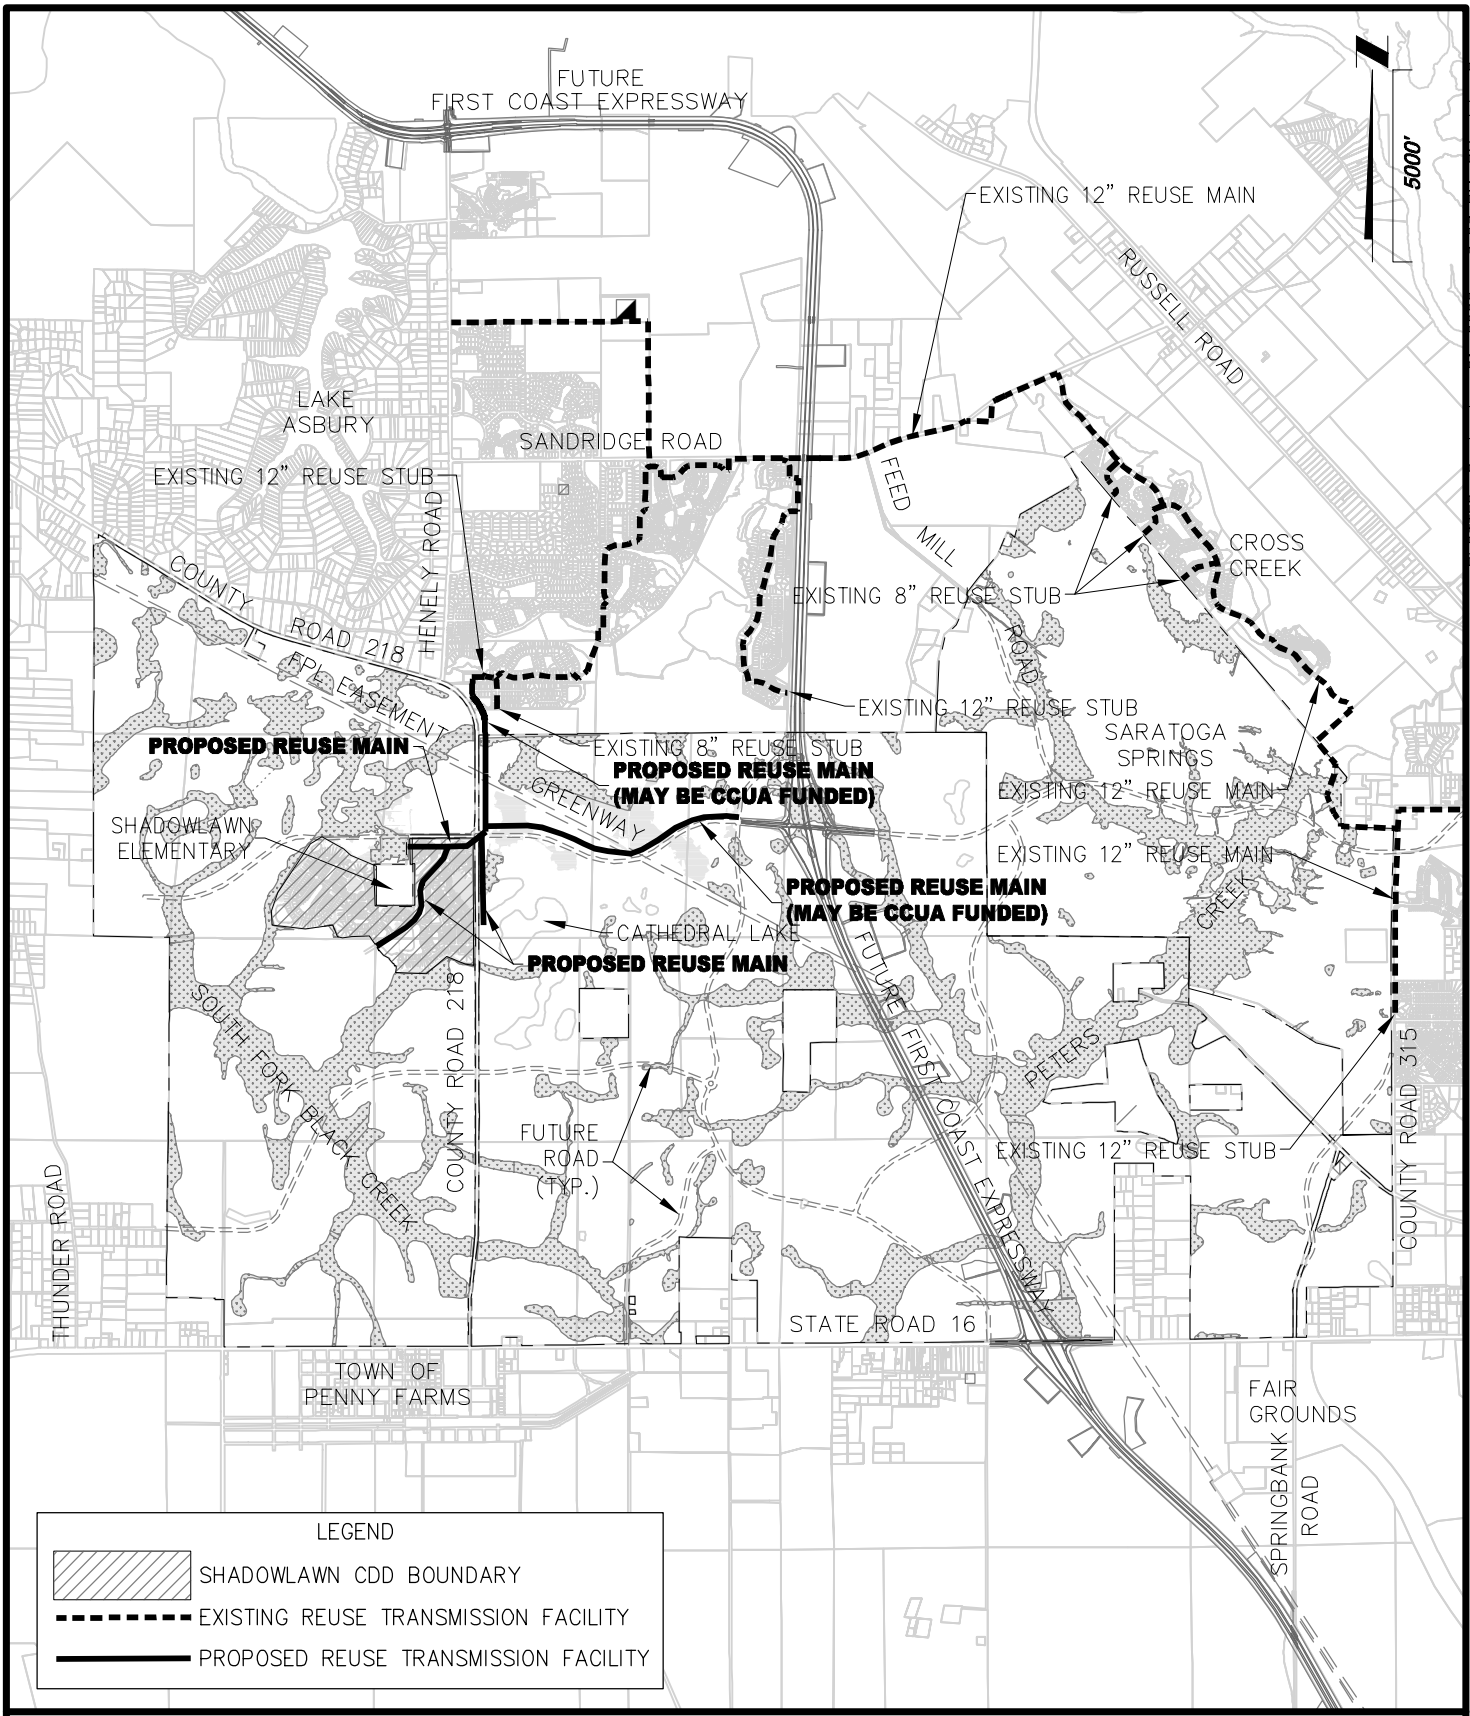 FUTURE
FIRST COAST EXPRESSWAY
5000'
EXISTING 12" REUSE MAIN
RUSSELL ROAD
LAKE
ASBURY
SANDRIDGE ROAD
EXISTING 12" REUSE STUB
HENELY ROAD
FEED
MILL
ROAD
CROSS
CREEK
COUNTY
ROAD 218
EXISTING 8" REUSE STUB
FPL EASEMENT
EXISTING 12" REUSE STUB
SARATOGA
SPRINGS
PROPOSED REUSE MAIN
EXISTING 8" REUSE STUB
PROPOSED REUSE MAIN
(MAY BE CCUA FUNDED)
GREENWAY
EXISTING 12" REUSE MAIN
SHADOWLAWN
ELEMENTARY
EXISTING 12" REUSE MAIN
PROPOSED REUSE MAIN
(MAY BE CCUA FUNDED)
CREEK
CATHEDRAL LAKE
PROPOSED REUSE MAIN
SOUTH FORK BLACK CREEK
COUNTY ROAD 218
FUTURE FIRST COAST EXPRESSWAY
PETERS
COUNTY ROAD 315
FUTURE
ROAD
(TYP.)
EXISTING 12" REUSE STUB
THUNDER ROAD
STATE ROAD 16
TOWN OF
PENNY FARMS
FAIR
GROUNDS
SPRINGBANK
ROAD
LEGEND
SHADOWLAWN CDD BOUNDARY
EXISTING REUSE TRANSMISSION FACILITY
PROPOSED REUSE TRANSMISSION FACILITY